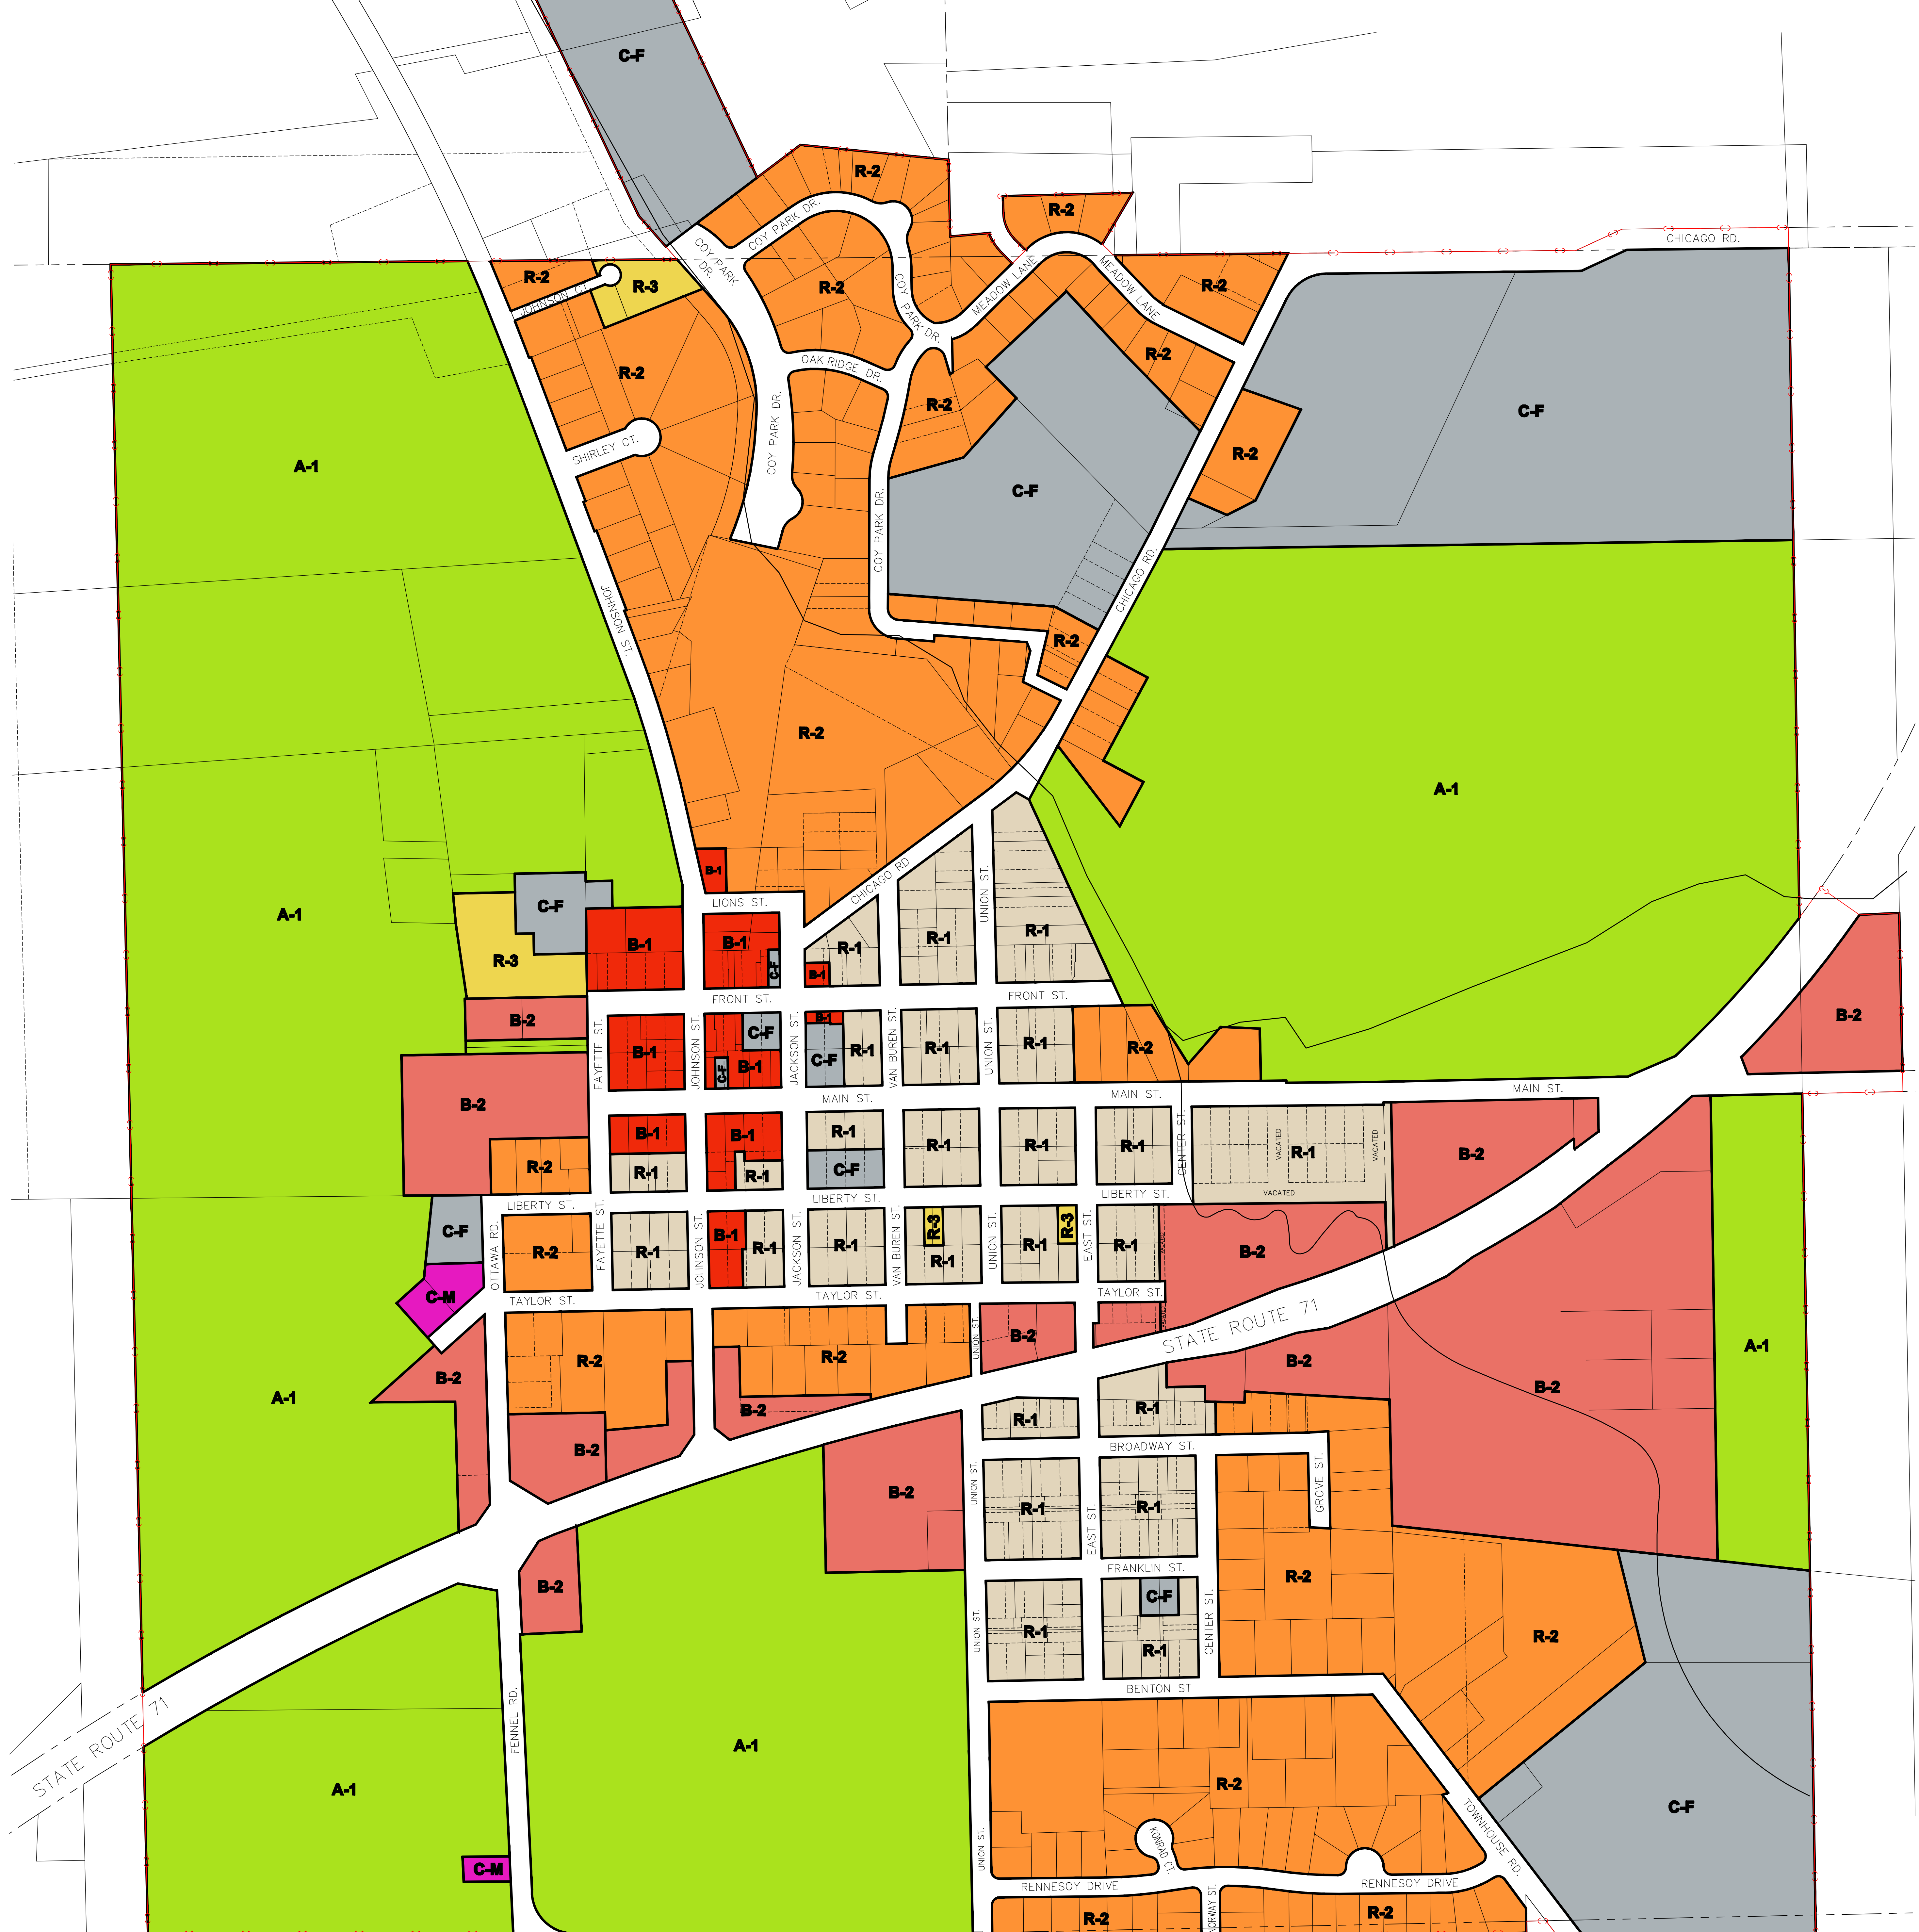 C-F
R-2
COY PARK DR.
R-2
CHICAGO RD.
COY PARK DR.
R-2
JOHNSON CT.
R-3
R-2
COY PARK DR.
MEADOW LANE
MEADOW LANE
R-2
OAK RIDGE DR.
R-2
R-2
R-2
C-F
COY PARK DR.
SHIRLEY CT.
R-2
A-1
C-F
COY PARK DR.
CHICAGO RD.
JOHNSON ST.
R-2
R-2
A-1
B-1
CHICAGO RD
UNION ST.
LIONS ST.
A-1
C-F
B-1
B-1
C-F
R-1
R-1
R-1
R-3
B-1
FRONT ST.
FRONT ST.
B-2
B-2
FAYETTE ST.
B-1
JOHNSON ST.
C-F
C-F
B-1
JACKSON ST.
B-1
C-F
R-1
VAN BUREN ST.
R-1
UNION ST.
R-1
R-2
MAIN ST.
MAIN ST.
MAIN ST.
B-2
B-1
B-1
R-1
R-1
R-1
R-1
CENTER ST.
VACATED
R-1
VACATED
B-2
R-2
R-1
R-1
C-F
VACATED
LIBERTY ST.
LIBERTY ST.
LIBERTY ST.
C-F
OTTAWA RD.
R-2
FAYETTE ST.
R-1
JOHNSON ST.
B-1
R-1
JACKSON ST.
R-1
VAN BUREN ST.
R-3
R-1
UNION ST.
R-1
R-3
EAST ST.
R-1
B-2
C-M
TAYLOR ST.
TAYLOR ST.
TAYLOR ST.
STATE ROUTE 71
UNION ST.
B-2
R-2
R-2
B-2
A-1
B-2
B-2
A-1
B-2
R-1
R-1
B-2
BROADWAY ST.
B-2
UNION ST.
R-1
EAST ST.
R-1
GROVE ST.
B-2
FRANKLIN ST.
R-2
C-F
UNION ST.
R-1
R-1
CENTER ST.
R-2
BENTON ST
STATE ROUTE 71
FENNEL RD.
A-1
A-1
R-2
C-F
UNION ST.
KONRAD CT.
TOWNHOUSE RD.
C-M
RENNESOY DRIVE
RENNESOY DRIVE
NORWAY ST.
R-2
R-2